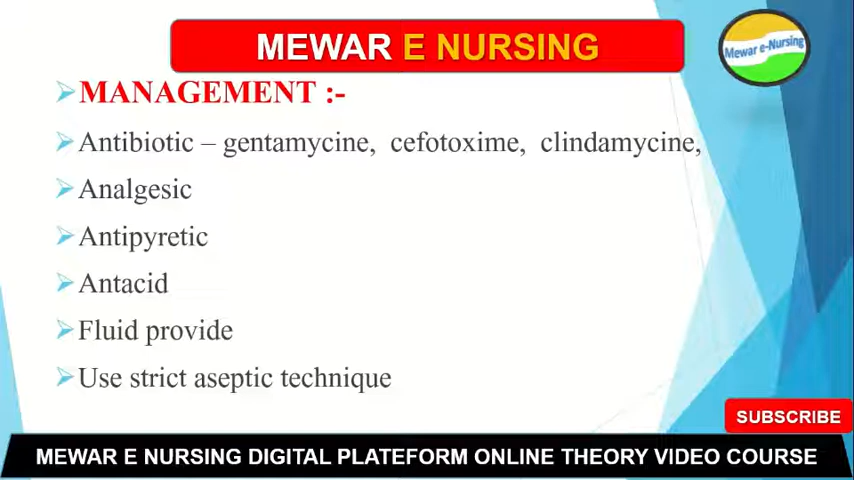 MEWAR E NURSING
Mewar e-Nursing
MANAGEMENT :-
Antibiotic – gentamycine, cefotoxime, clindamycine,
Analgesic
Antipyretic
Antacid
Fluid provide
Use strict aseptic technique
SUBSCRIBE
MEWAR E NURSING DIGITAL PLATEFORM ONLINE THEORY VIDEO COURSE